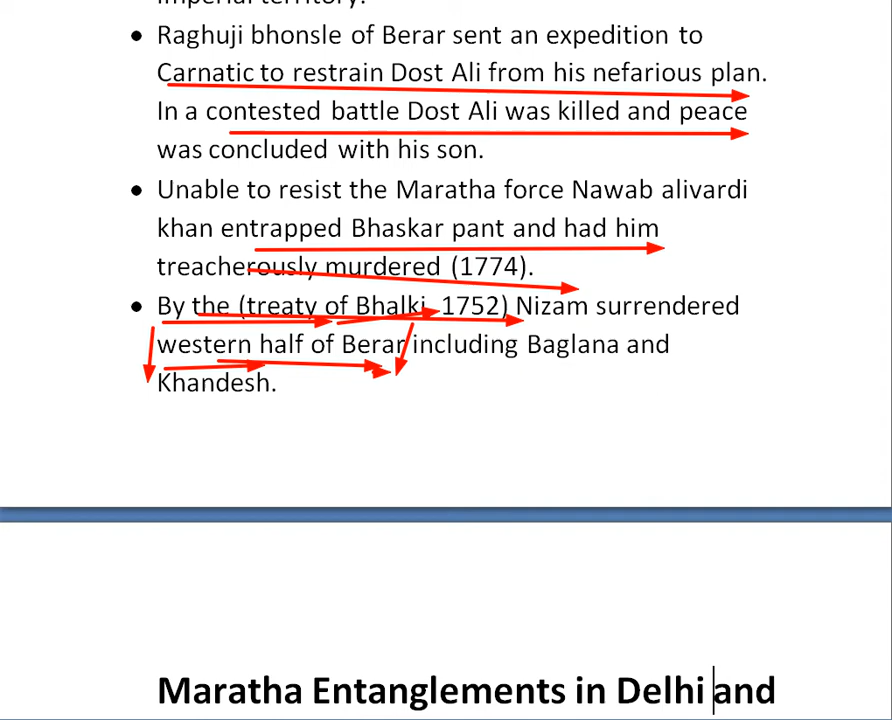 imperial territory.
• Raghuji bhonsle of Berar sent an expedition to
Carnatic to restrain Dost Ali from his nefarious plan.
In a contested battle Dost Ali was killed and peace
was concluded with his son.
• Unable to resist the Maratha force Nawab alivardi
khan entrapped Bhaskar pant and had him
treacherously murdered (1774).
• By the (treaty of Bhalki, 1752) Nizam surrendered
western half of Berar including Baglana and
Khandesh.
Maratha Entanglements in Delhi and